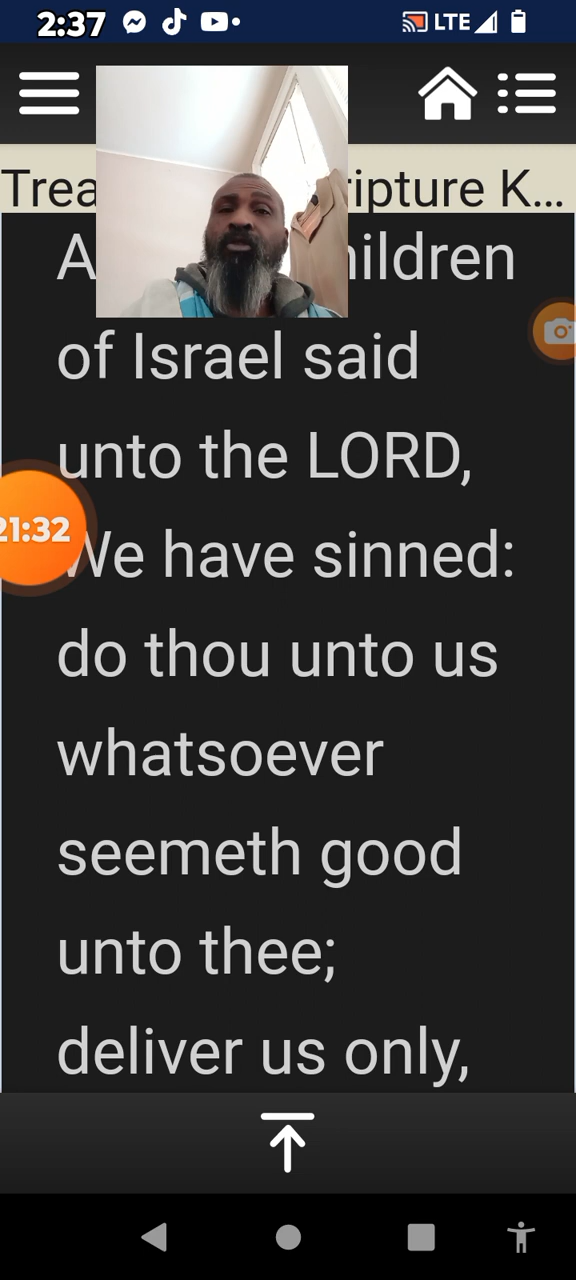 2:37 LTE
Trea ripture K...
A hildren
of Israel said
unto the LORD,
21:32
We have sinned:
do thou unto us
whatsoever
seemeth good
unto thee;
deliver us only,